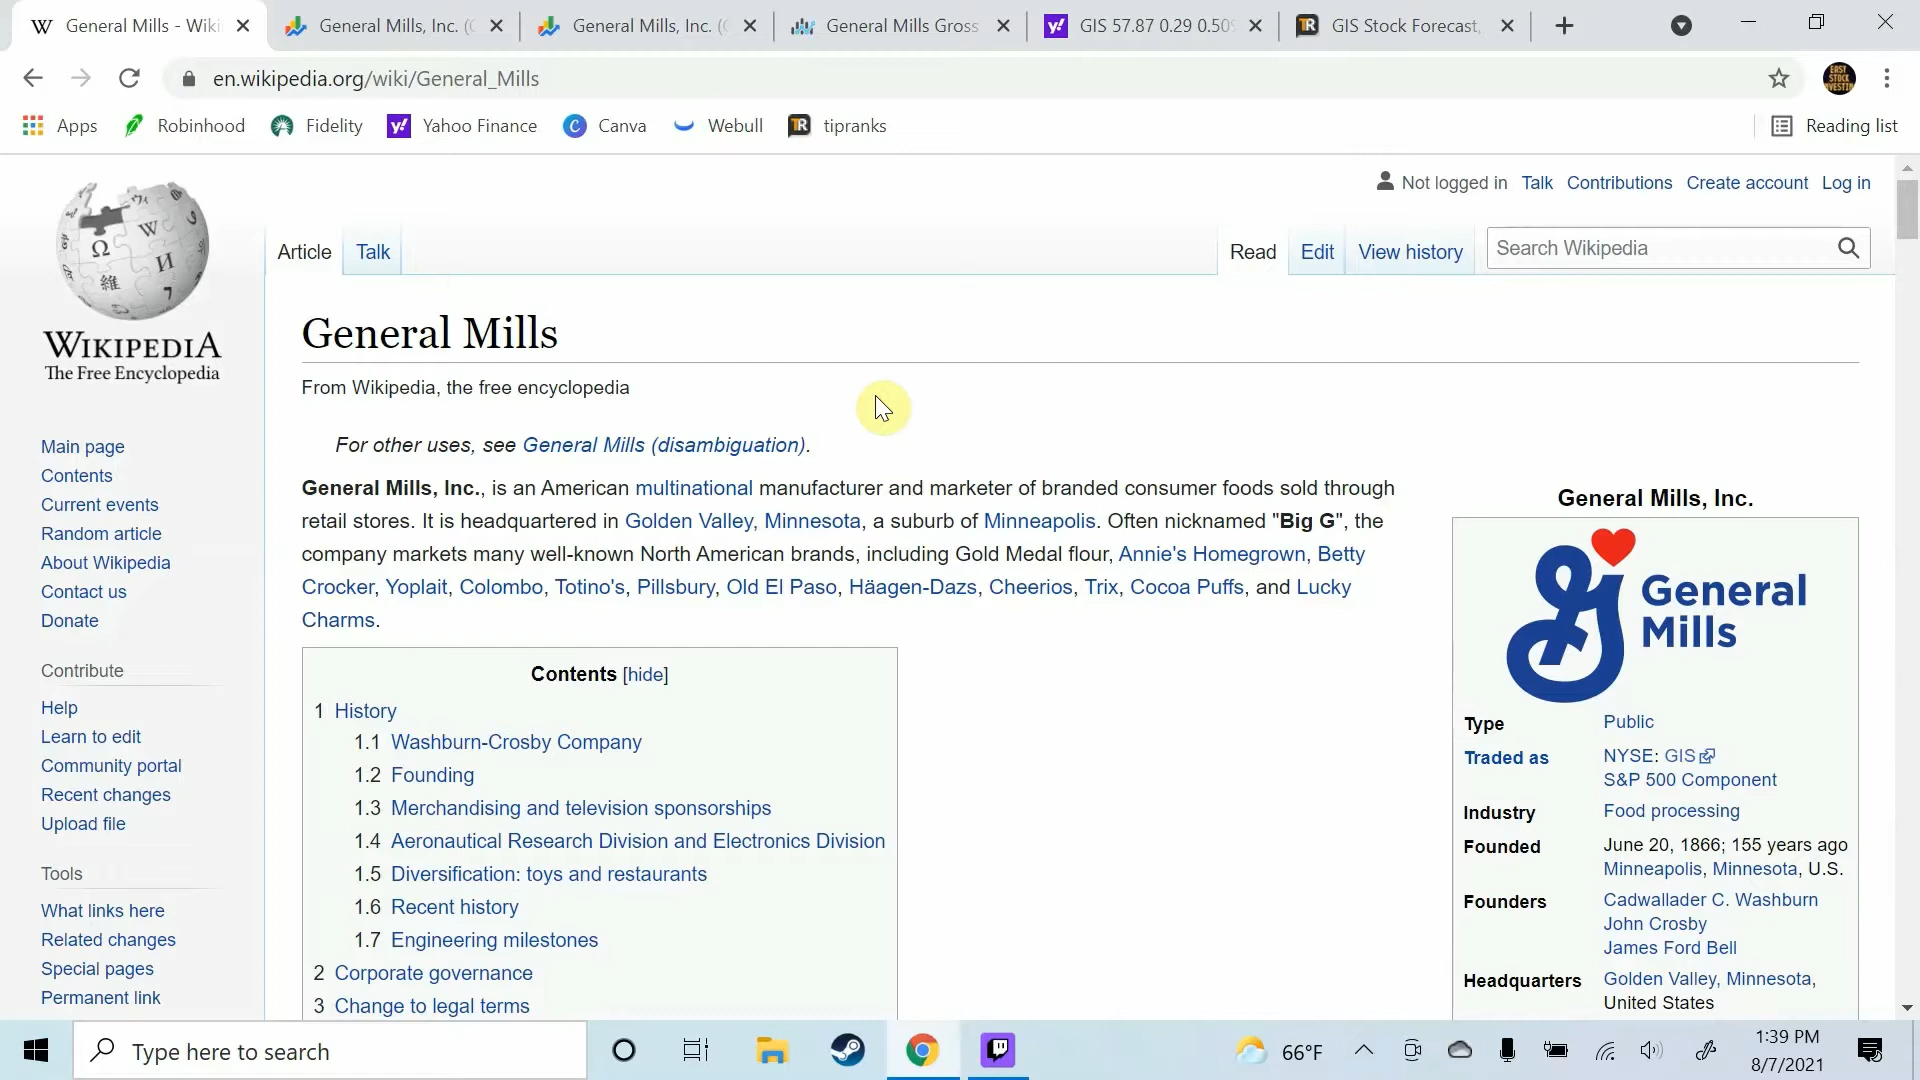 General Mills - Wiki
General Mills, Inc. (G
General Mills, Inc. (G
General Mills Gross
GIS 57.87 0.29 0.50%
GIS Stock Forecast,
en.wikipedia.org/wiki/General_Mills
Apps
Robinhood
Fidelity
Yahoo Finance
Canva
Webull
tipranks
Reading list
Not logged in Talk Contributions Create account Log in
Article Talk
Read Edit View history
Search Wikipedia
WIKIPEDIA
The Free Encyclopedia
Main page
Contents
Current events
Random article
About Wikipedia
Contact us
Donate
Contribute
Help
Learn to edit
Community portal
Recent changes
Upload file
Tools
What links here
Related changes
Special pages
Permanent link
General Mills
From Wikipedia, the free encyclopedia
For other uses, see General Mills (disambiguation).
General Mills, Inc., is an American multinational manufacturer and marketer of branded consumer foods sold through
retail stores. It is headquartered in Golden Valley, Minnesota, a suburb of Minneapolis. Often nicknamed "Big G", the
company markets many well-known North American brands, including Gold Medal flour, Annie's Homegrown, Betty
Crocker, Yoplait, Colombo, Totino's, Pillsbury, Old El Paso, Häagen-Dazs, Cheerios, Trix, Cocoa Puffs, and Lucky
Charms.
Contents [hide]
1 History
1.1 Washburn-Crosby Company
1.2 Founding
1.3 Merchandising and television sponsorships
1.4 Aeronautical Research Division and Electronics Division
1.5 Diversification: toys and restaurants
1.6 Recent history
1.7 Engineering milestones
2 Corporate governance
3 Change to legal terms
General Mills, Inc.
General
Mills
Type Public
Traded as NYSE: GIS
S&P 500 Component
Industry Food processing
Founded June 20, 1866; 155 years ago
Minneapolis, Minnesota, U.S.
Founders Cadwallader C. Washburn
John Crosby
James Ford Bell
Headquarters Golden Valley, Minnesota,
United States
Type here to search
66°F
1:39 PM
8/7/2021